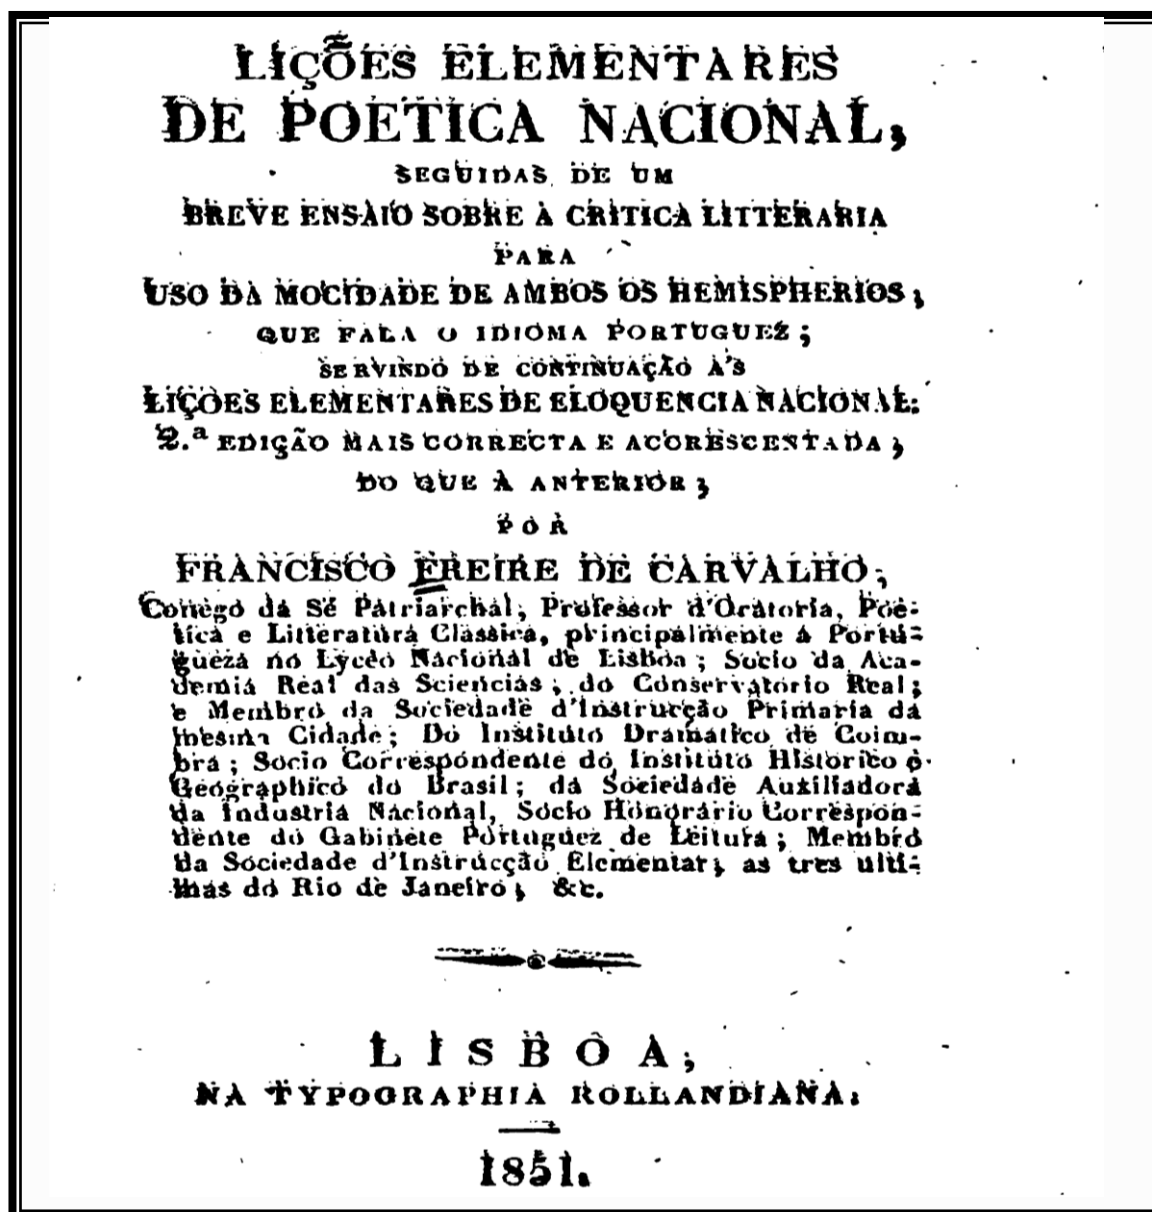 LIÇÕES ELEMENTARES
DE POETICA NACIONAL,
SEGUIDAS DE UM
BREVE ENSAIO SOBRE A CRITICA LITTERARIA
PARA
USO DA MOCIDADE DE AMBOS OS HEMISPHERIOS,
QUE FALA O IDIOMA PORTUGUEZ;
SERVINDO DE CONTINUAÇÃO Á'S
LIÇÕES ELEMENTARES DE ELOQUENCIA NACIONAL.
2.ª EDIÇÃO MAIS CORRECTA E ACCRESCENTADA,
DO QUE A ANTERIOR,
POR
FRANCISCO FREIRE DE CARVALHO,
Conego da Sé Patriarchal, Professor d'Oratoria, Poe-
tica e Litteratura Classica, principalmente a Portu-
gueza no Lyceo Nacional de Lisboa; Socio da Aca-
demia Real das Sciencias, do Conservatorio Real;
e Membro da Sociedade d'Instrucção Primaria da
mesma Cidade; Do Instituto Dramatico de Coim-
bra; Socio Correspondente do Instituto Historico e
Geographico do Brasil; da Sociedade Auxiliadora
da Industria Nacional, Socio Honorario Correspon-
dente do Gabinete Portuguez de Leitura; Membro
da Sociedade d'Instrucção Elementar, as tres ulti-
mas do Rio de Janeiro, &c.
LISBOA,
NA TYPOGRAPHIA ROLLANDIANA.
1851.